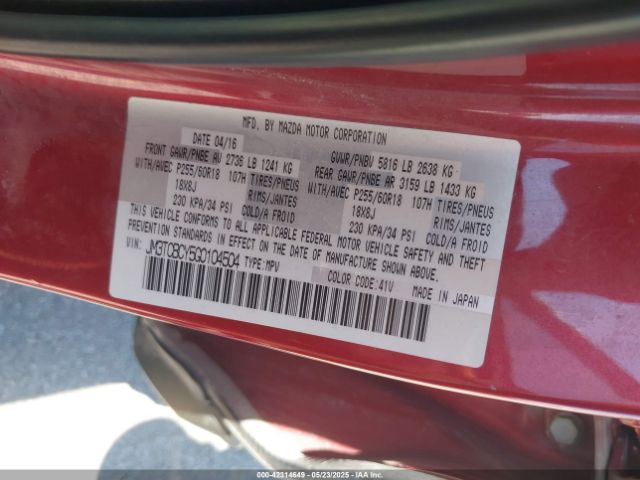 MFD. BY MAZDA MOTOR CORPORATION
DATE 04/16 GVWR/PNBV 5816 LB 2638 KG
FRONT GAWR/PNBE AV 2736 LB 1241 KG REAR GAWR/PNBE AR 3159 LB 1433 KG
WITH/AVEC P255/60R18 107H TIRES/PNEUS WITH/AVEC P255/60R18 107H TIRES/PNEUS
18X8J RIMS/JANTES 18X8J RIMS/JANTES
230 KPA/34 PSI COLD/A FROID 230 KPA/34 PSI COLD/A FROID
THIS VEHICLE CONFORMS TO ALL APPLICABLE FEDERAL MOTOR VEHICLE SAFETY AND THEFT
PREVENTION STANDARDS IN EFFECT ON THE DATE OF MANUFACTURE SHOWN ABOVE.
VIN: JM3TCBCY5G0104504 TYPE:MPV COLOR CODE:41V MADE IN JAPAN
000-42314649 - 05/23/2025 - IAAI.CA